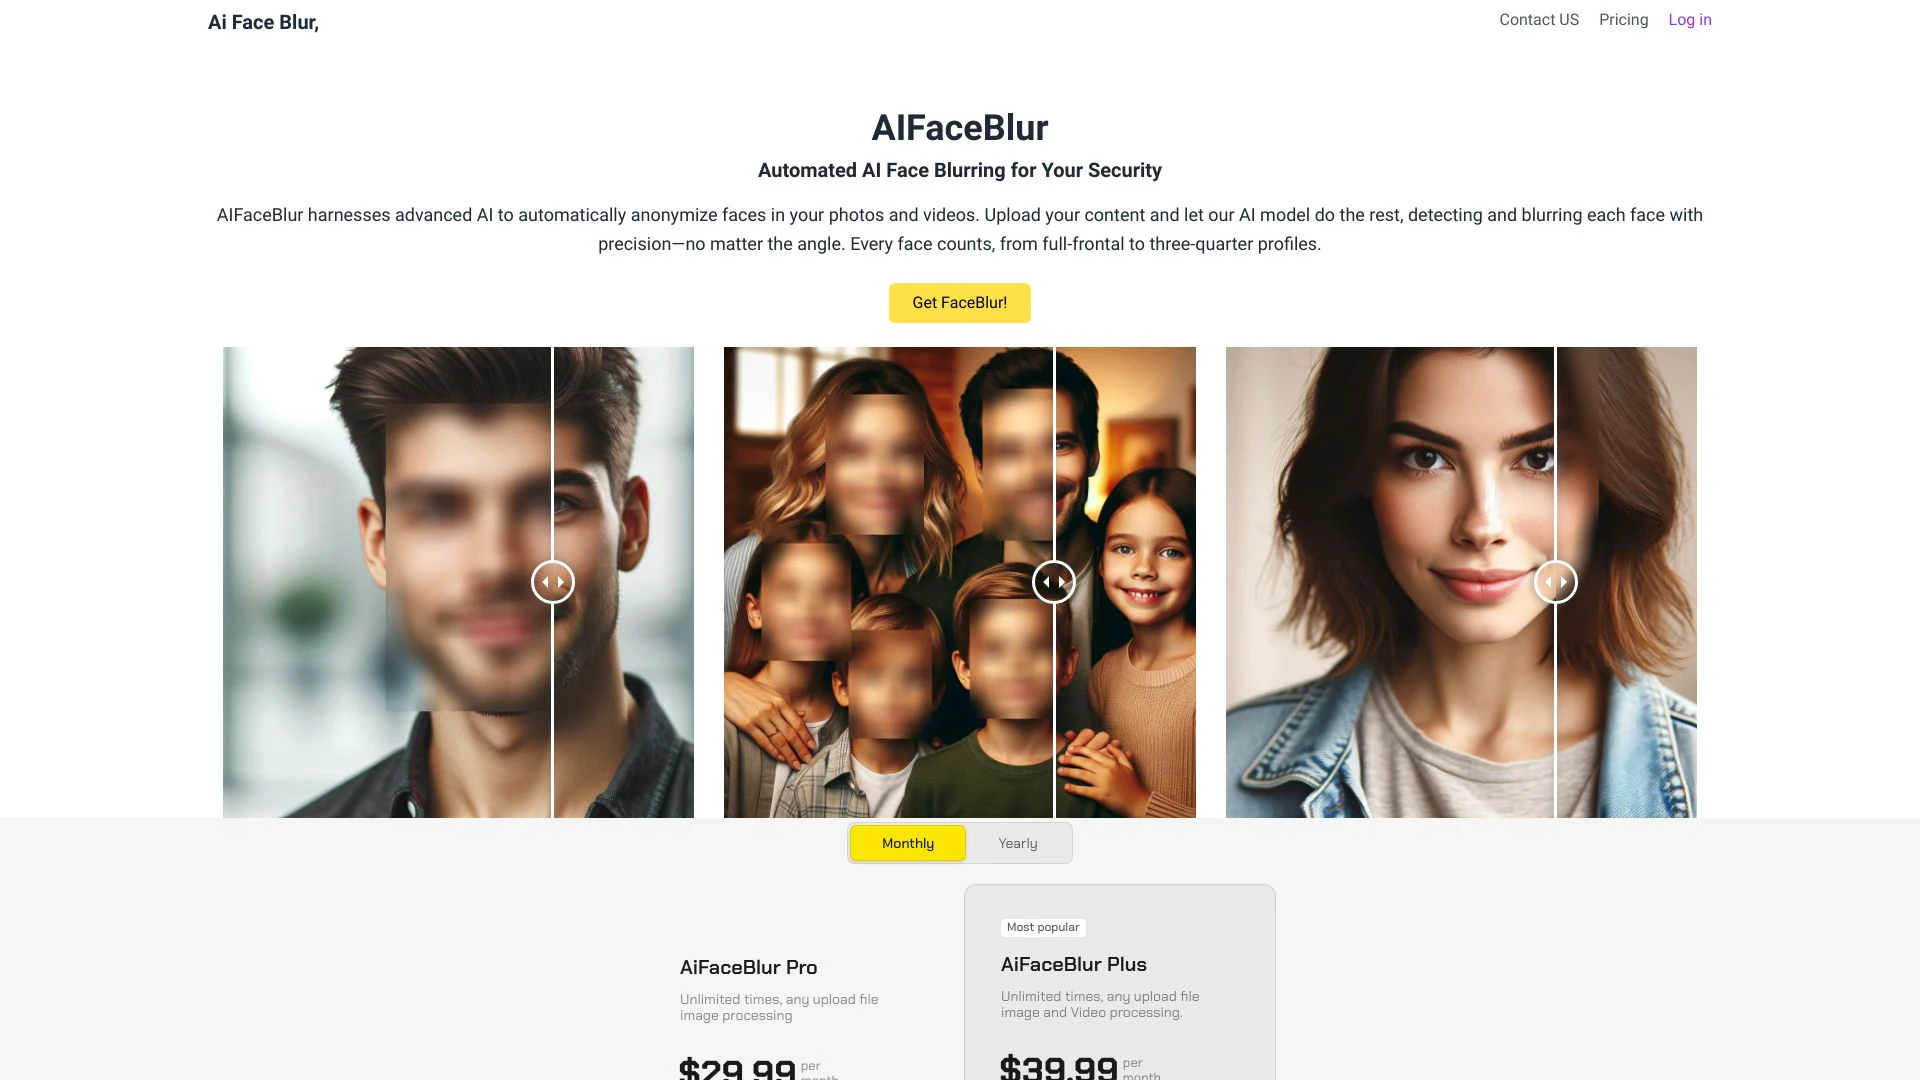 Ai Face Blur,
Contact US
Pricing
Log in
AIFaceBlur
Automated AI Face Blurring for Your Security
AIFaceBlur harnesses advanced AI to automatically anonymize faces in your photos and videos. Upload your content and let our AI model do the rest, detecting and blurring each face with
precision—no matter the angle. Every face counts, from full-frontal to three-quarter profiles.
Get FaceBlur!
Monthly
Yearly
AiFaceBlur Pro
Unlimited times, any upload file
image processing
$29.99
per
month
Most popular
AiFaceBlur Plus
Unlimited times, any upload file
image and Video processing.
$39.99
per
month